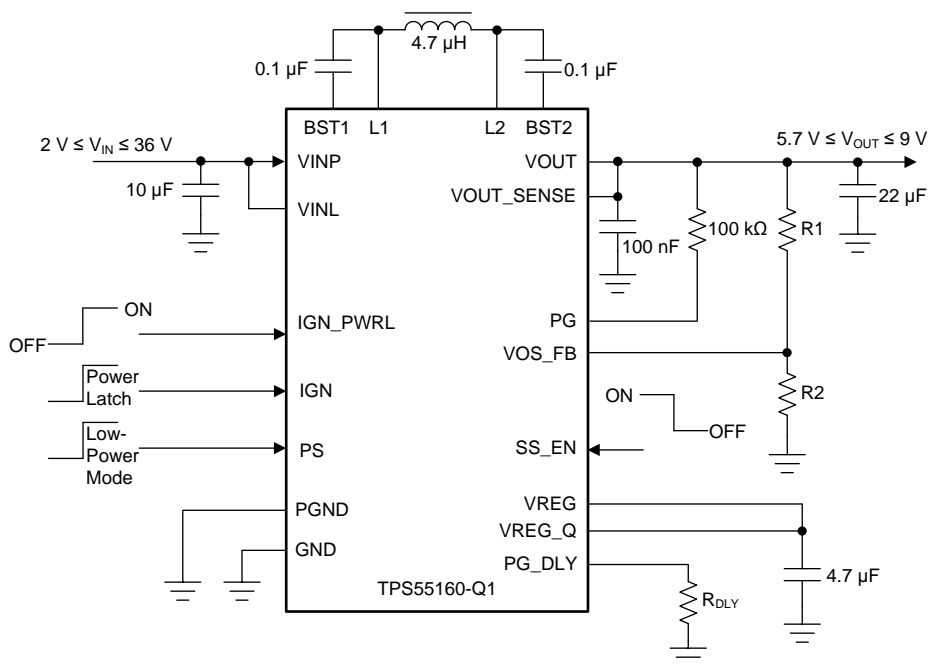 4.7 µH
0.1 µF
0.1 µF
BST1
L1
L2
BST2
2 V ≤ VIN ≤ 36 V
5.7 V ≤ VOUT ≤ 9 V
VINP
VOUT
10 µF
VINL
VOUT_SENSE
22 µF
100 nF
100 kΩ
R1
ON
OFF
IGN_PWRL
PG
VOS_FB
Power
Latch
IGN
ON
OFF
R2
Low-
Power
Mode
PS
SS_EN
PGND
VREG
VREG_Q
GND
PG_DLY
4.7 µF
TPS55160-Q1
RDLY